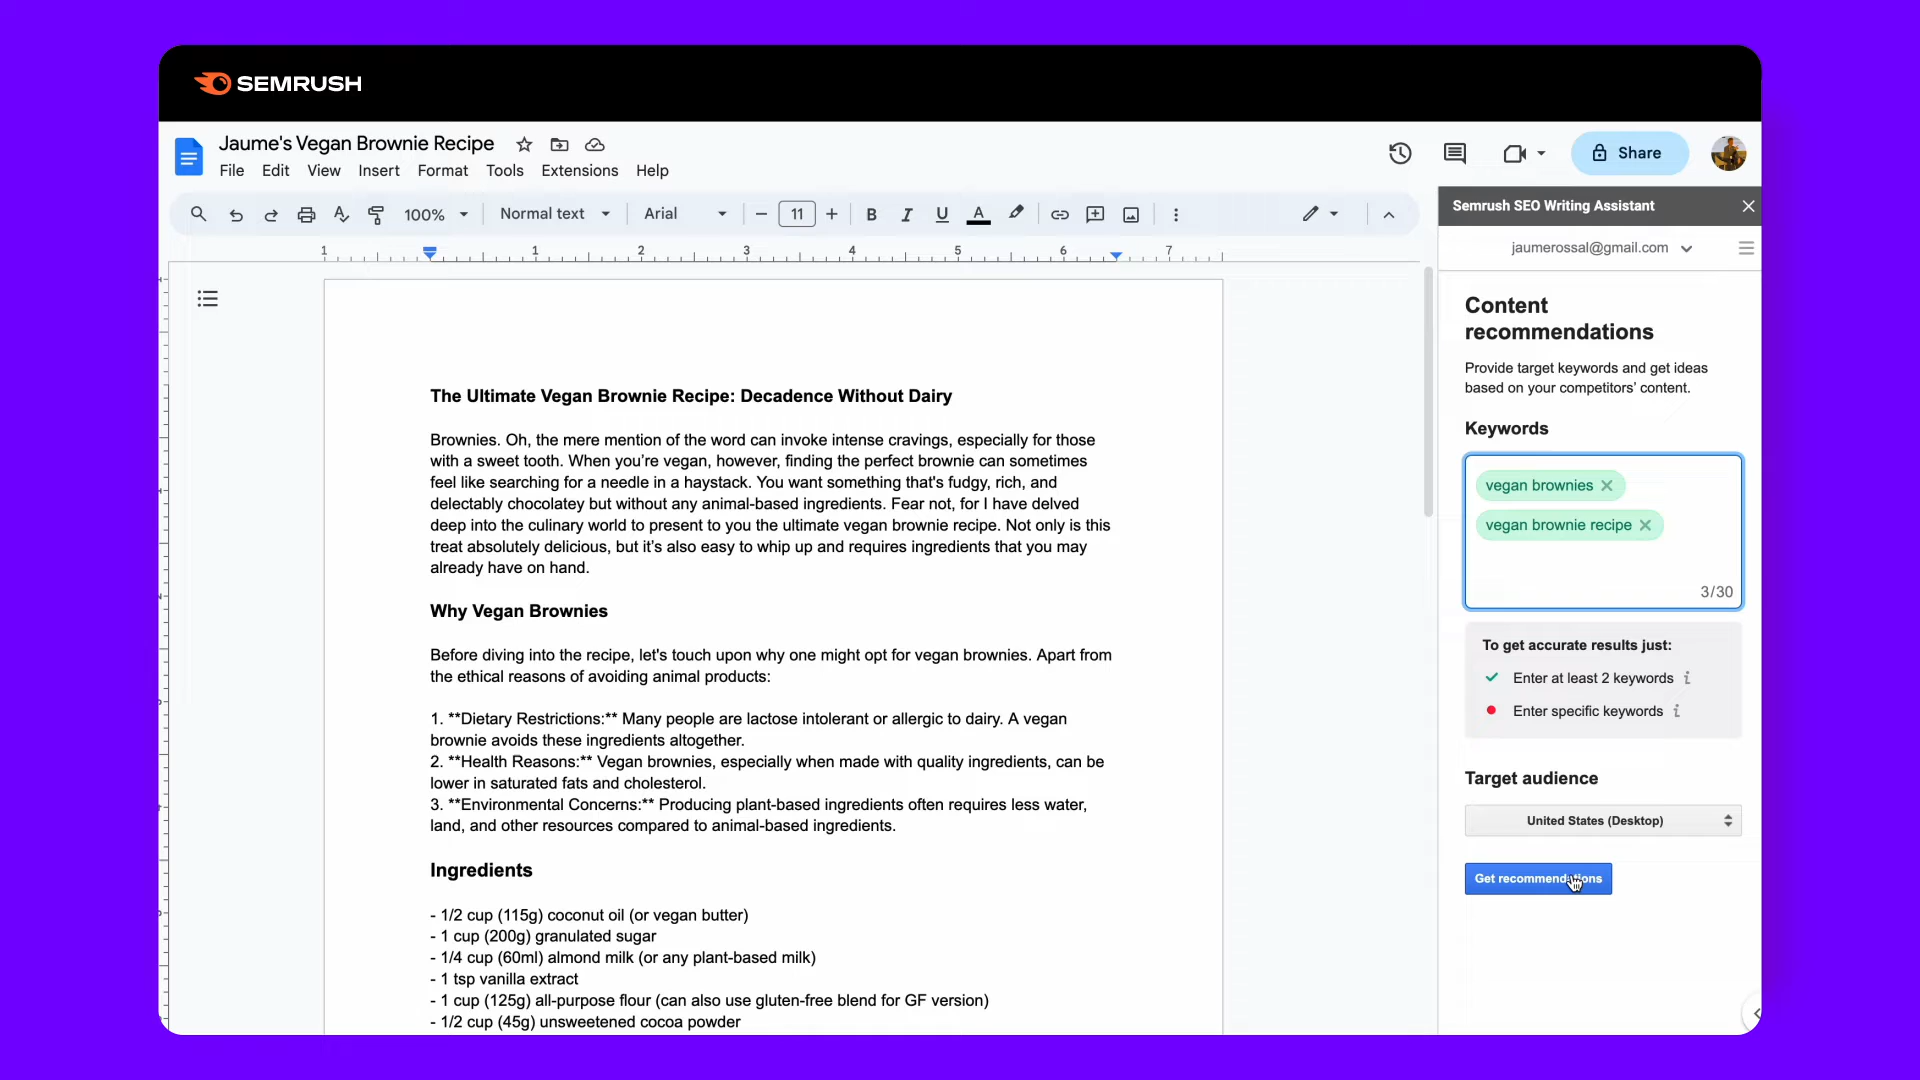 SEMRUSH
Jaume's Vegan Brownie Recipe
File Edit View Insert Format Tools Extensions Help
Share
100% Normal text Arial 11 B I U A
Semrush SEO Writing Assistant
jaumerossal@gmail.com
1 1 2 3 4 5 6 7
The Ultimate Vegan Brownie Recipe: Decadence Without Dairy
Brownies. Oh, the mere mention of the word can invoke intense cravings, especially for those
with a sweet tooth. When you're vegan, however, finding the perfect brownie can sometimes
feel like searching for a needle in a haystack. You want something that's fudgy, rich, and
delectably chocolatey but without any animal-based ingredients. Fear not, for I have delved
deep into the culinary world to present to you the ultimate vegan brownie recipe. Not only is this
treat absolutely delicious, but it's also easy to whip up and requires ingredients that you may
already have on hand.
Why Vegan Brownies
Before diving into the recipe, let's touch upon why one might opt for vegan brownies. Apart from
the ethical reasons of avoiding animal products:
1. **Dietary Restrictions:** Many people are lactose intolerant or allergic to dairy. A vegan
brownie avoids these ingredients altogether.
2. **Health Reasons:** Vegan brownies, especially when made with quality ingredients, can be
lower in saturated fats and cholesterol.
3. **Environmental Concerns:** Producing plant-based ingredients often requires less water,
land, and other resources compared to animal-based ingredients.
Ingredients
- 1/2 cup (115g) coconut oil (or vegan butter)
- 1 cup (200g) granulated sugar
- 1/4 cup (60ml) almond milk (or any plant-based milk)
- 1 tsp vanilla extract
- 1 cup (125g) all-purpose flour (can also use gluten-free blend for GF version)
- 1/2 cup (45g) unsweetened cocoa powder
Content
recommendations
Provide target keywords and get ideas
based on your competitors' content.
Keywords
vegan brownies
vegan brownie recipe
3/30
To get accurate results just:
Enter at least 2 keywords i
Enter specific keywords i
Target audience
United States (Desktop)
Get recommendations